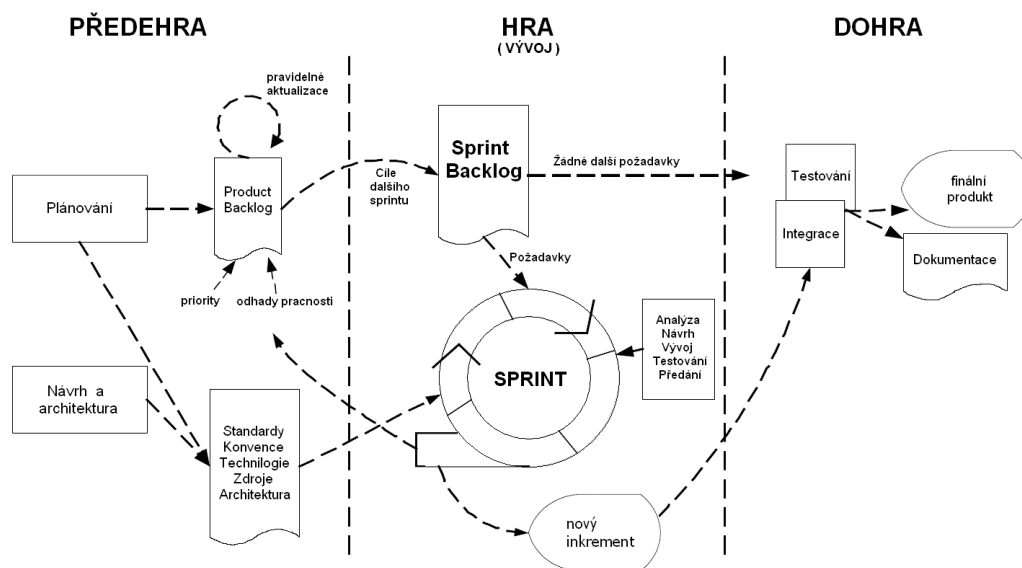 PŘEDEHRA
HRA
( VÝVOJ )
DOHRA
pravidelné
aktualizace
Plánování
Product
Backlog
Cíle
dalšího
sprintu
Sprint
Backlog
Žádné další požadavky
Testování
Integrace
finální
produkt
Dokumentace
priority
odhady pracnosti
Požadavky
Analýza
Návrh
Vývoj
Testování
Předání
SPRINT
Návrh a
architektura
Standardy
Konvence
Technilogie
Zdroje
Architektura
nový
inkrement